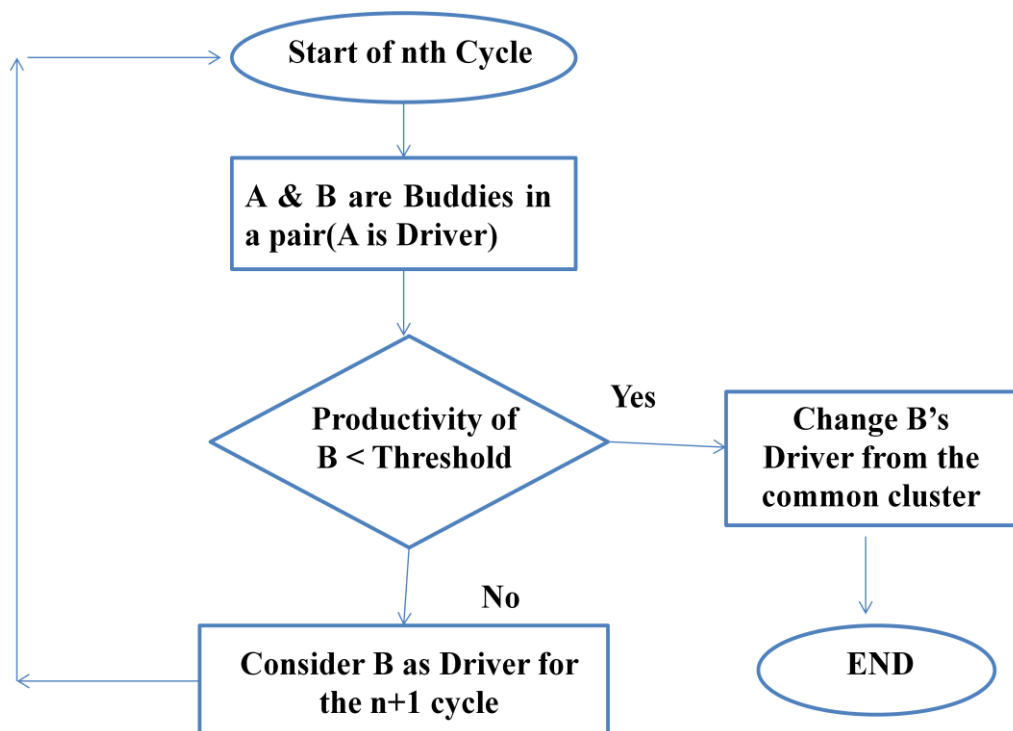 Start of nth Cycle
A & B are Buddies in
a pair(A is Driver)
Productivity of
B < Threshold
Yes
Change B’s
Driver from the
common cluster
No
Consider B as Driver for
the n+1 cycle
END